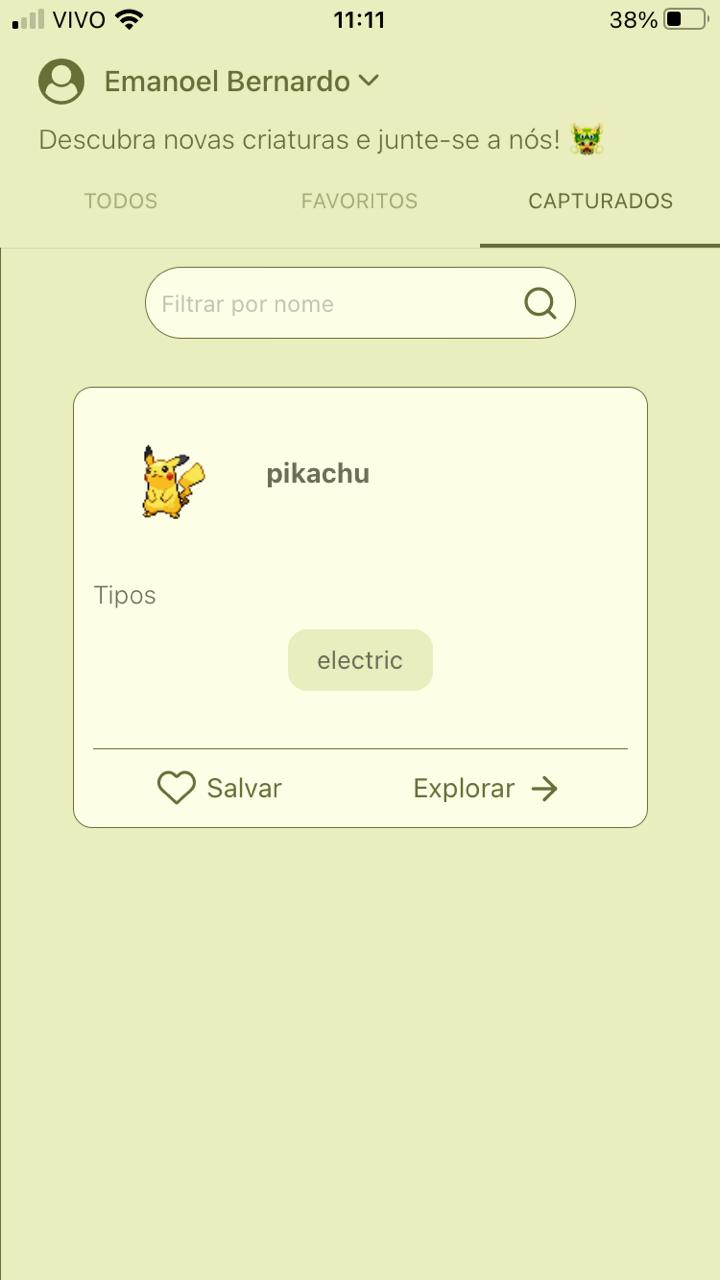 VIVO 11:11 38%
Emanoel Bernardo
Descubra novas criaturas e junte-se a nós! 🐲
TODOS FAVORITOS CAPTURADOS
Filtrar por nome
pikachu
Tipos
electric
Salvar Explorar